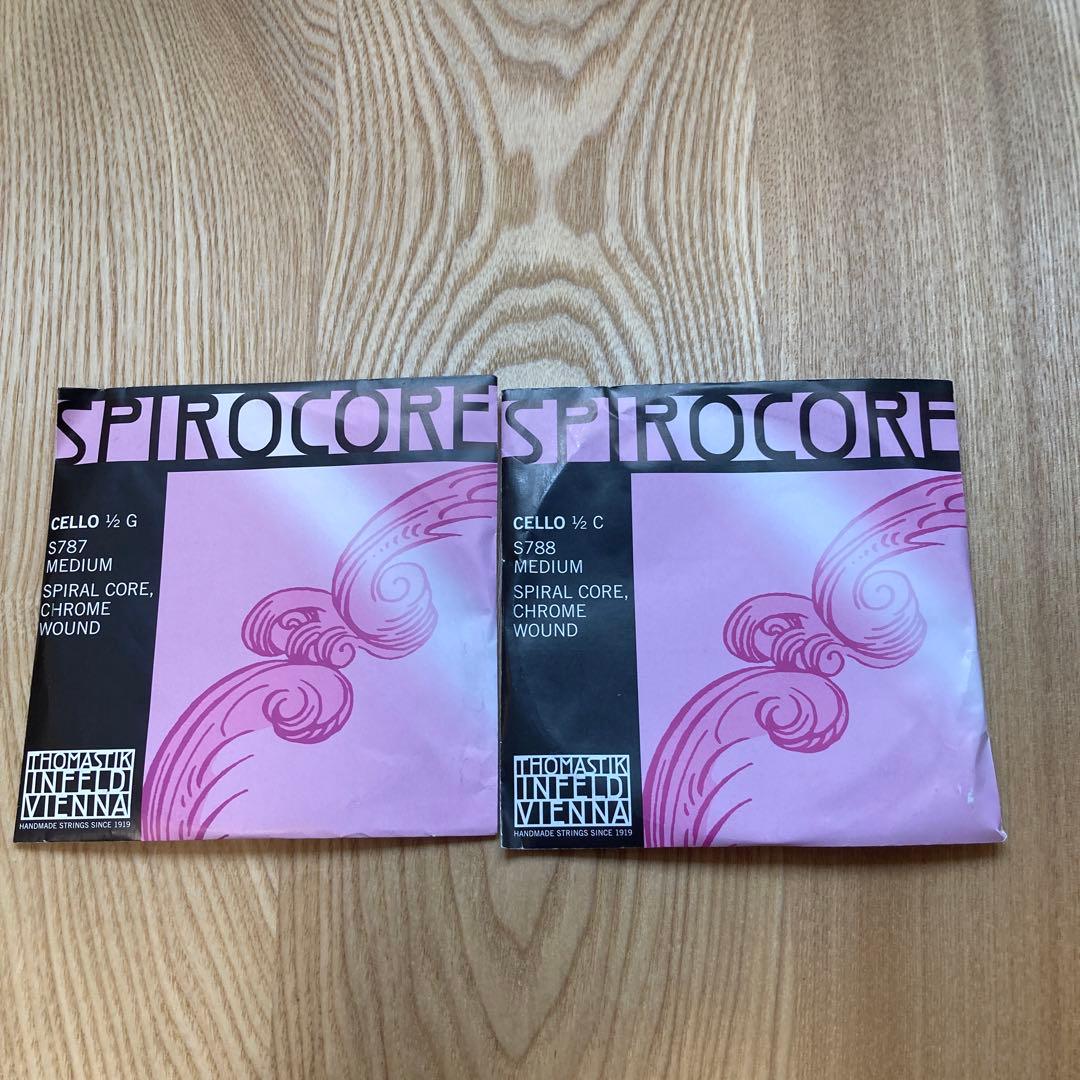 SPIROCORE
CELLO ½ G
S787
MEDIUM
SPIRAL CORE,
CHROME
WOUND
THOMASTIK
INFELD
VIENNA
HANDMADE STRINGS SINCE 1919
SPIROCORE
CELLO ½ C
S788
MEDIUM
SPIRAL CORE,
CHROME
WOUND
THOMASTIK
INFELD
VIENNA
HANDMADE STRINGS SINCE 1919